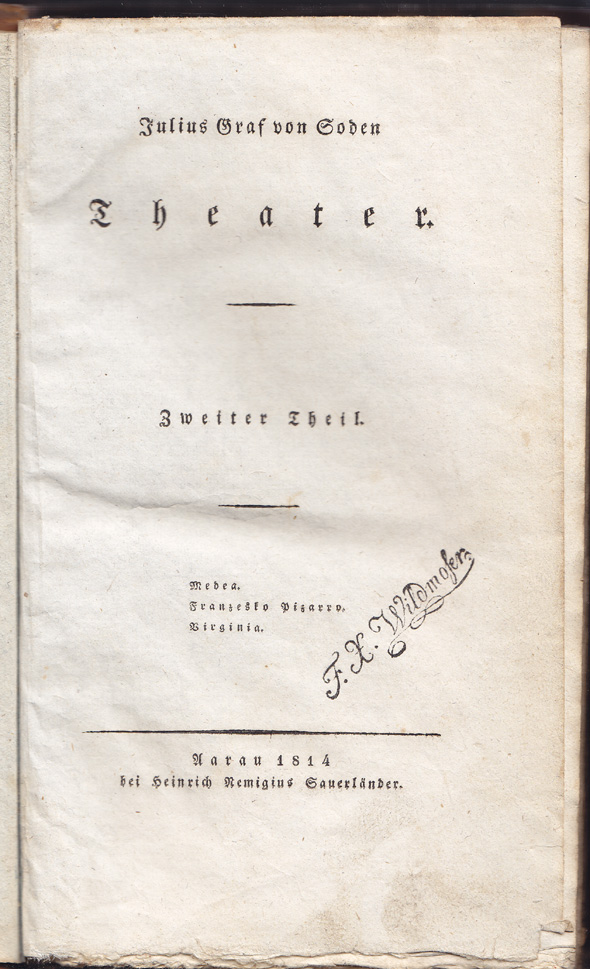 Julius Graf von Soden
Theater.
Zweiter Theil.
Medea.
Franzesko Pizarro.
Virginia.
F. X. Wildmoser
Aarau 1814
bei Heinrich Remigius Sauerländer.